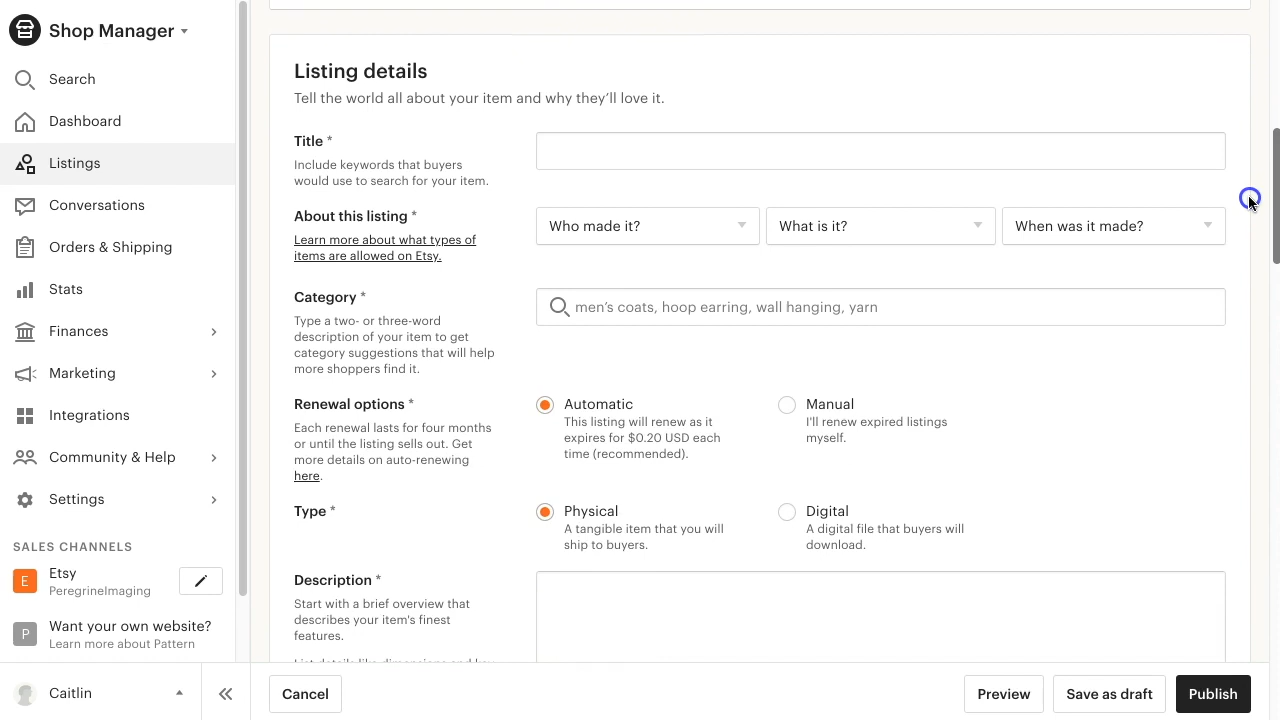 Shop Manager
Search
Dashboard
Listings
Conversations
Orders & Shipping
Stats
Finances
Marketing
Integrations
Community & Help
Settings
SALES CHANNELS
E
Etsy
PeregrineImaging
P
Want your own website?
Learn more about Pattern
Caitlin
Listing details
Tell the world all about your item and why they’ll love it.
Title *
Include keywords that buyers
would use to search for your item.
About this listing *
Learn more about what types of
items are allowed on Etsy.
Who made it?
What is it?
When was it made?
Category *
Type a two- or three-word
description of your item to get
category suggestions that will help
more shoppers find it.
men’s coats, hoop earring, wall hanging, yarn
Renewal options *
Each renewal lasts for four months
or until the listing sells out. Get
more details on auto-renewing
here.
Automatic
This listing will renew as it
expires for $0.20 USD each
time (recommended).
Manual
I'll renew expired listings
myself.
Type *
Physical
A tangible item that you will
ship to buyers.
Digital
A digital file that buyers will
download.
Description *
Start with a brief overview that
describes your item's finest
features.
Cancel
Preview
Save as draft
Publish